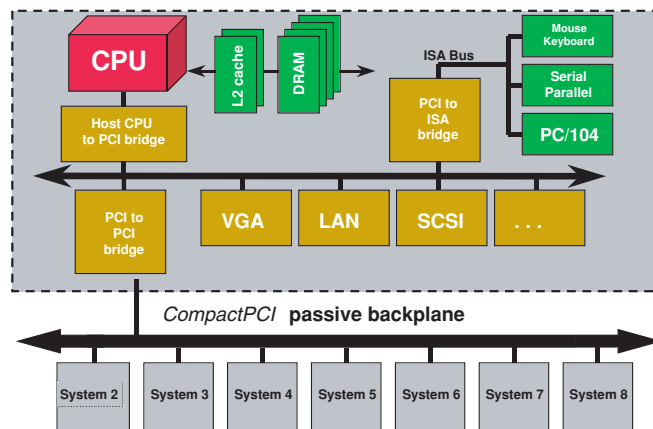 CPU
L2 cache
DRAM
ISA Bus
Mouse
Keyboard
Serial
Parallel
PC/104
Host CPU
to PCI bridge
PCI to
ISA
bridge
PCI to
PCI
bridge
VGA
LAN
SCSI
. . .
CompactPCI passive backplane
System 2
System 3
System 4
System 5
System 6
System 7
System 8